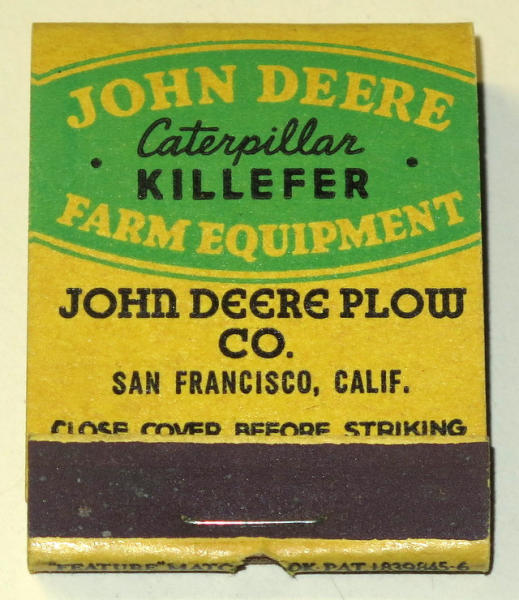 JOHN DEERE
Caterpillar
KILLEFER
FARM EQUIPMENT
JOHN DEERE PLOW
CO.
SAN FRANCISCO, CALIF.
CLOSE COVER BEFORE STRIKING
"FEATURE" PAT. 1839845-6